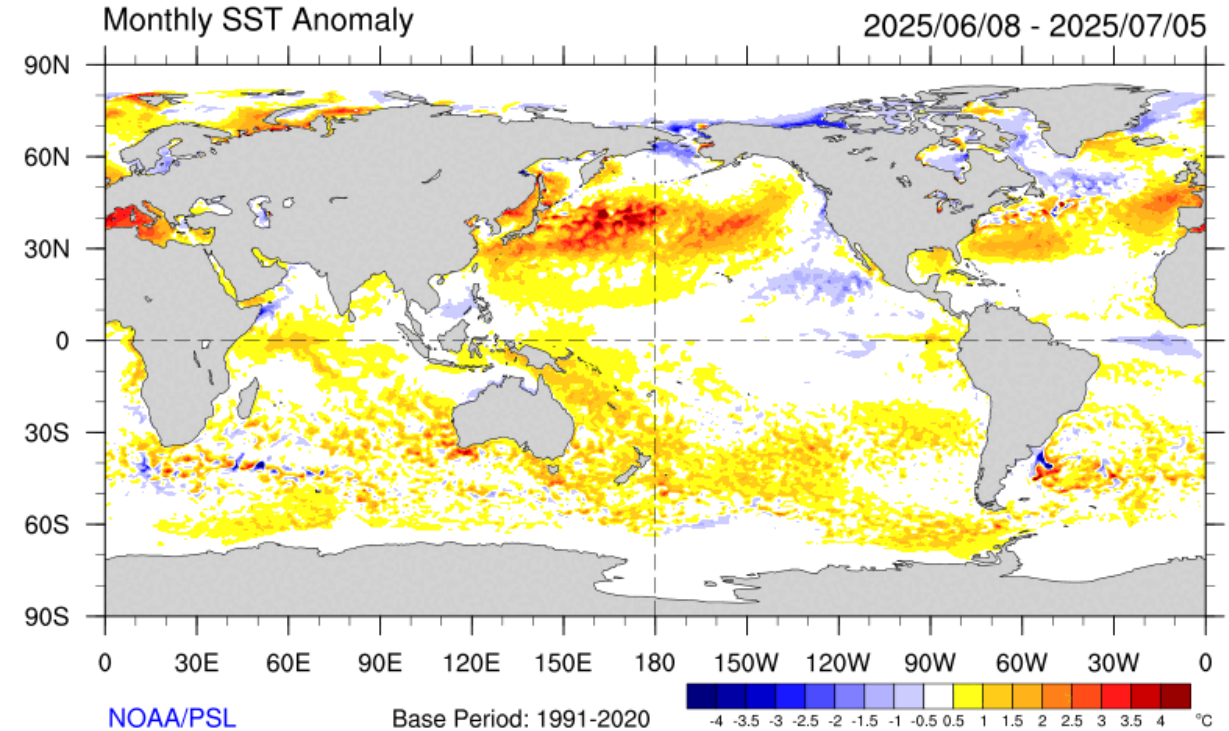 Monthly SST Anomaly 2025/06/08 - 2025/07/05
90N
60N
30N
0
30S
60S
90S
0 30E 60E 90E 120E 150E 180 150W 120W 90W 60W 30W 0
NOAA/PSL Base Period: 1991-2020
-4 -3.5 -3 -2.5 -2 -1.5 -1 -0.5 0.5 1 1.5 2 2.5 3 3.5 4 °C